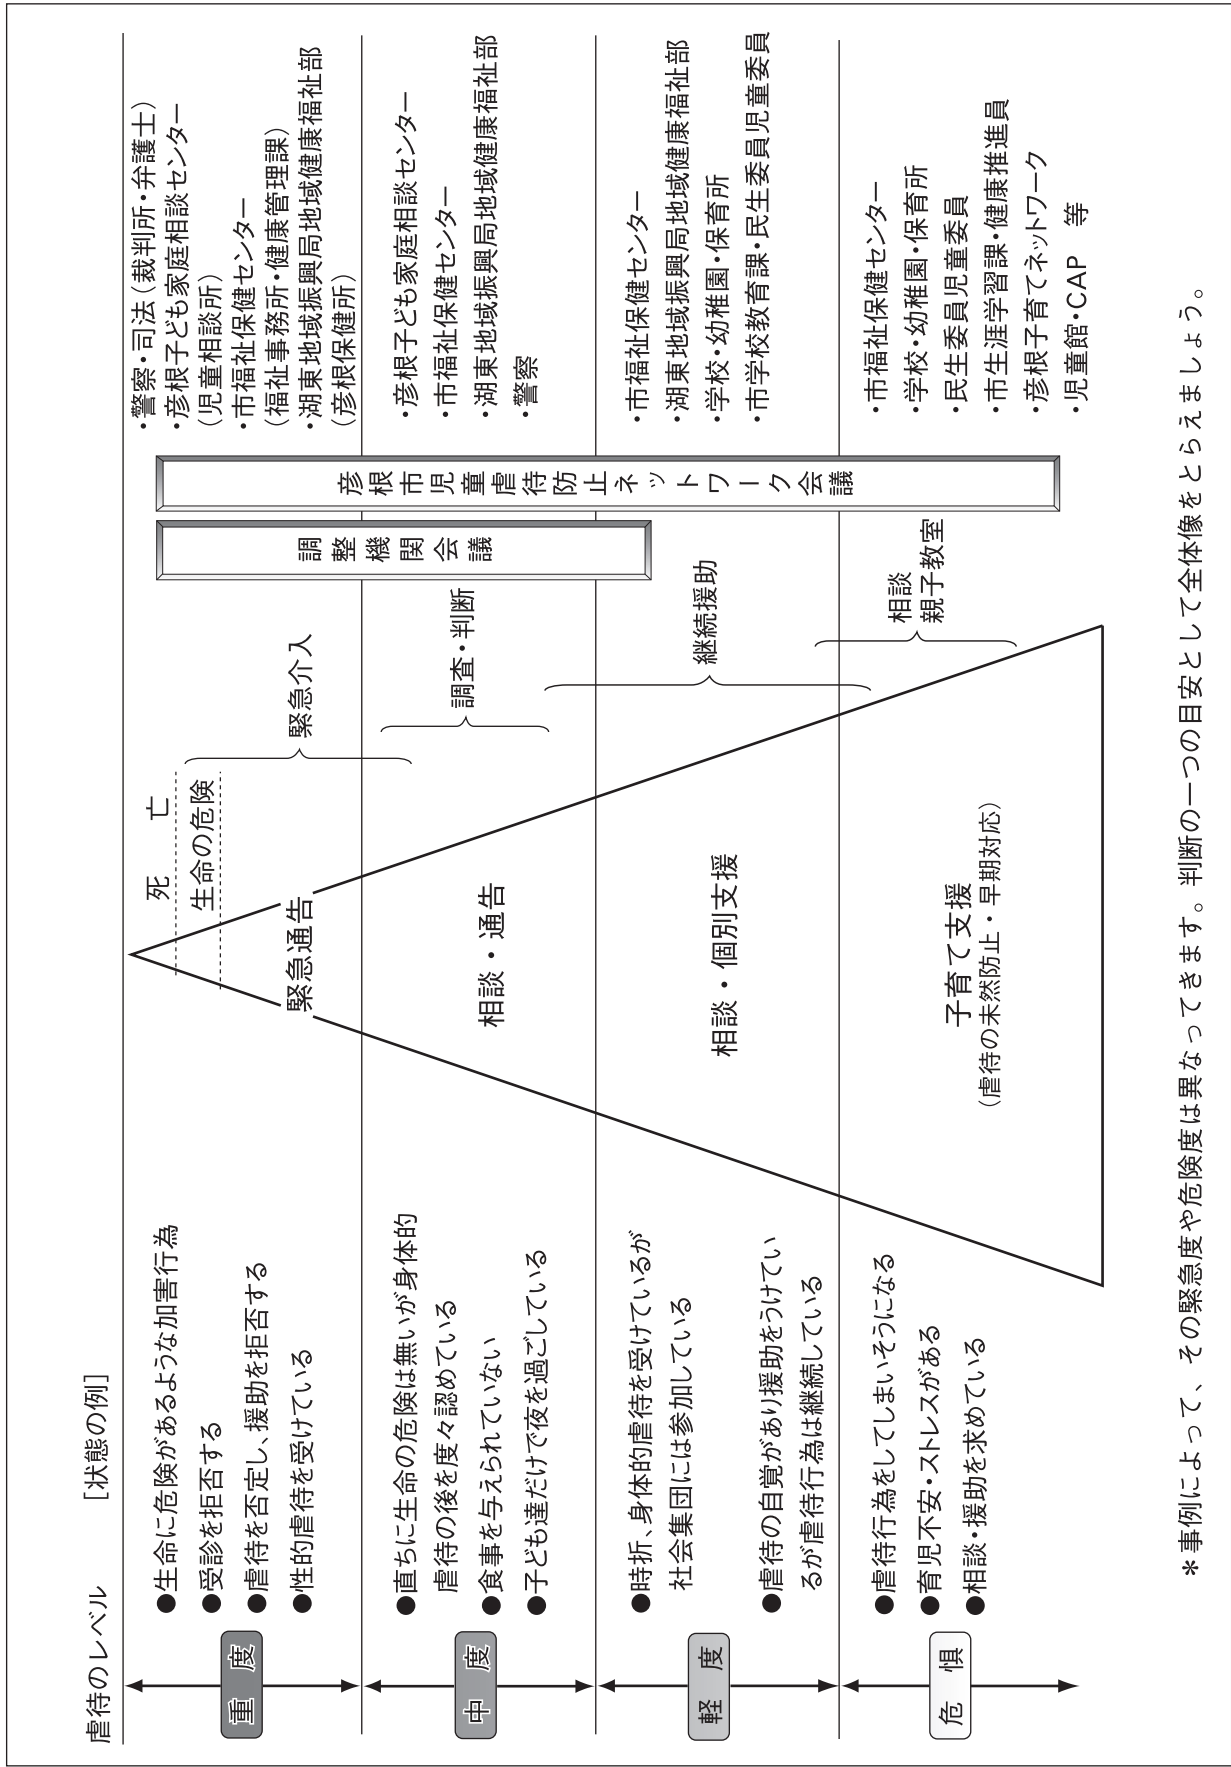 虐待のレベル　［状態の例］
重　度
●生命に危険があるような加害行為
●受診を拒否する
●虐待を否定し、援助を拒否する
●性的虐待を受けている
死　亡
生命の危険
緊急通告
緊急介入
・警察・司法（裁判所・弁護士）
・彦根子ども家庭相談センター
（児童相談所）
・市福祉保健センター
（福祉事務所・健康管理課）
・湖東地域振興局地域健康福祉部
（彦根保健所）
中　度
●直ちに生命の危険は無いが身体的
虐待の後を度々認めている
●食事を与えられていない
●子ども達だけで夜を過ごしている
相談・通告
調査・判断
・彦根子ども家庭相談センター
・市福祉保健センター
・湖東地域振興局地域健康福祉部
・警察
軽　度
●時折、身体的虐待を受けているが
社会集団には参加している
●虐待の自覚があり援助をうけてい
るが虐待行為は継続している
相談・個別支援
継続援助
・市福祉保健センター
・湖東地域振興局地域健康福祉部
・学校・幼稚園・保育所
・市学校教育課・民生委員児童委員
危　惧
●虐待行為をしてしまいそうになる
●育児不安・ストレスがある
●相談・援助を求めている
子育て支援
（虐待の未然防止・早期対応）
相談
親子教室
・市福祉保健センター
・学校・幼稚園・保育所
・民生委員児童委員
・市生涯学習課・健康推進員
・彦根子育てネットワーク
・児童館・CAP　等
調整機関会議
彦根市児童虐待防止ネットワーク会議
＊事例によって、その緊急度や危険度は異なってきます。判断の一つの目安として全体像をとらえましょう。